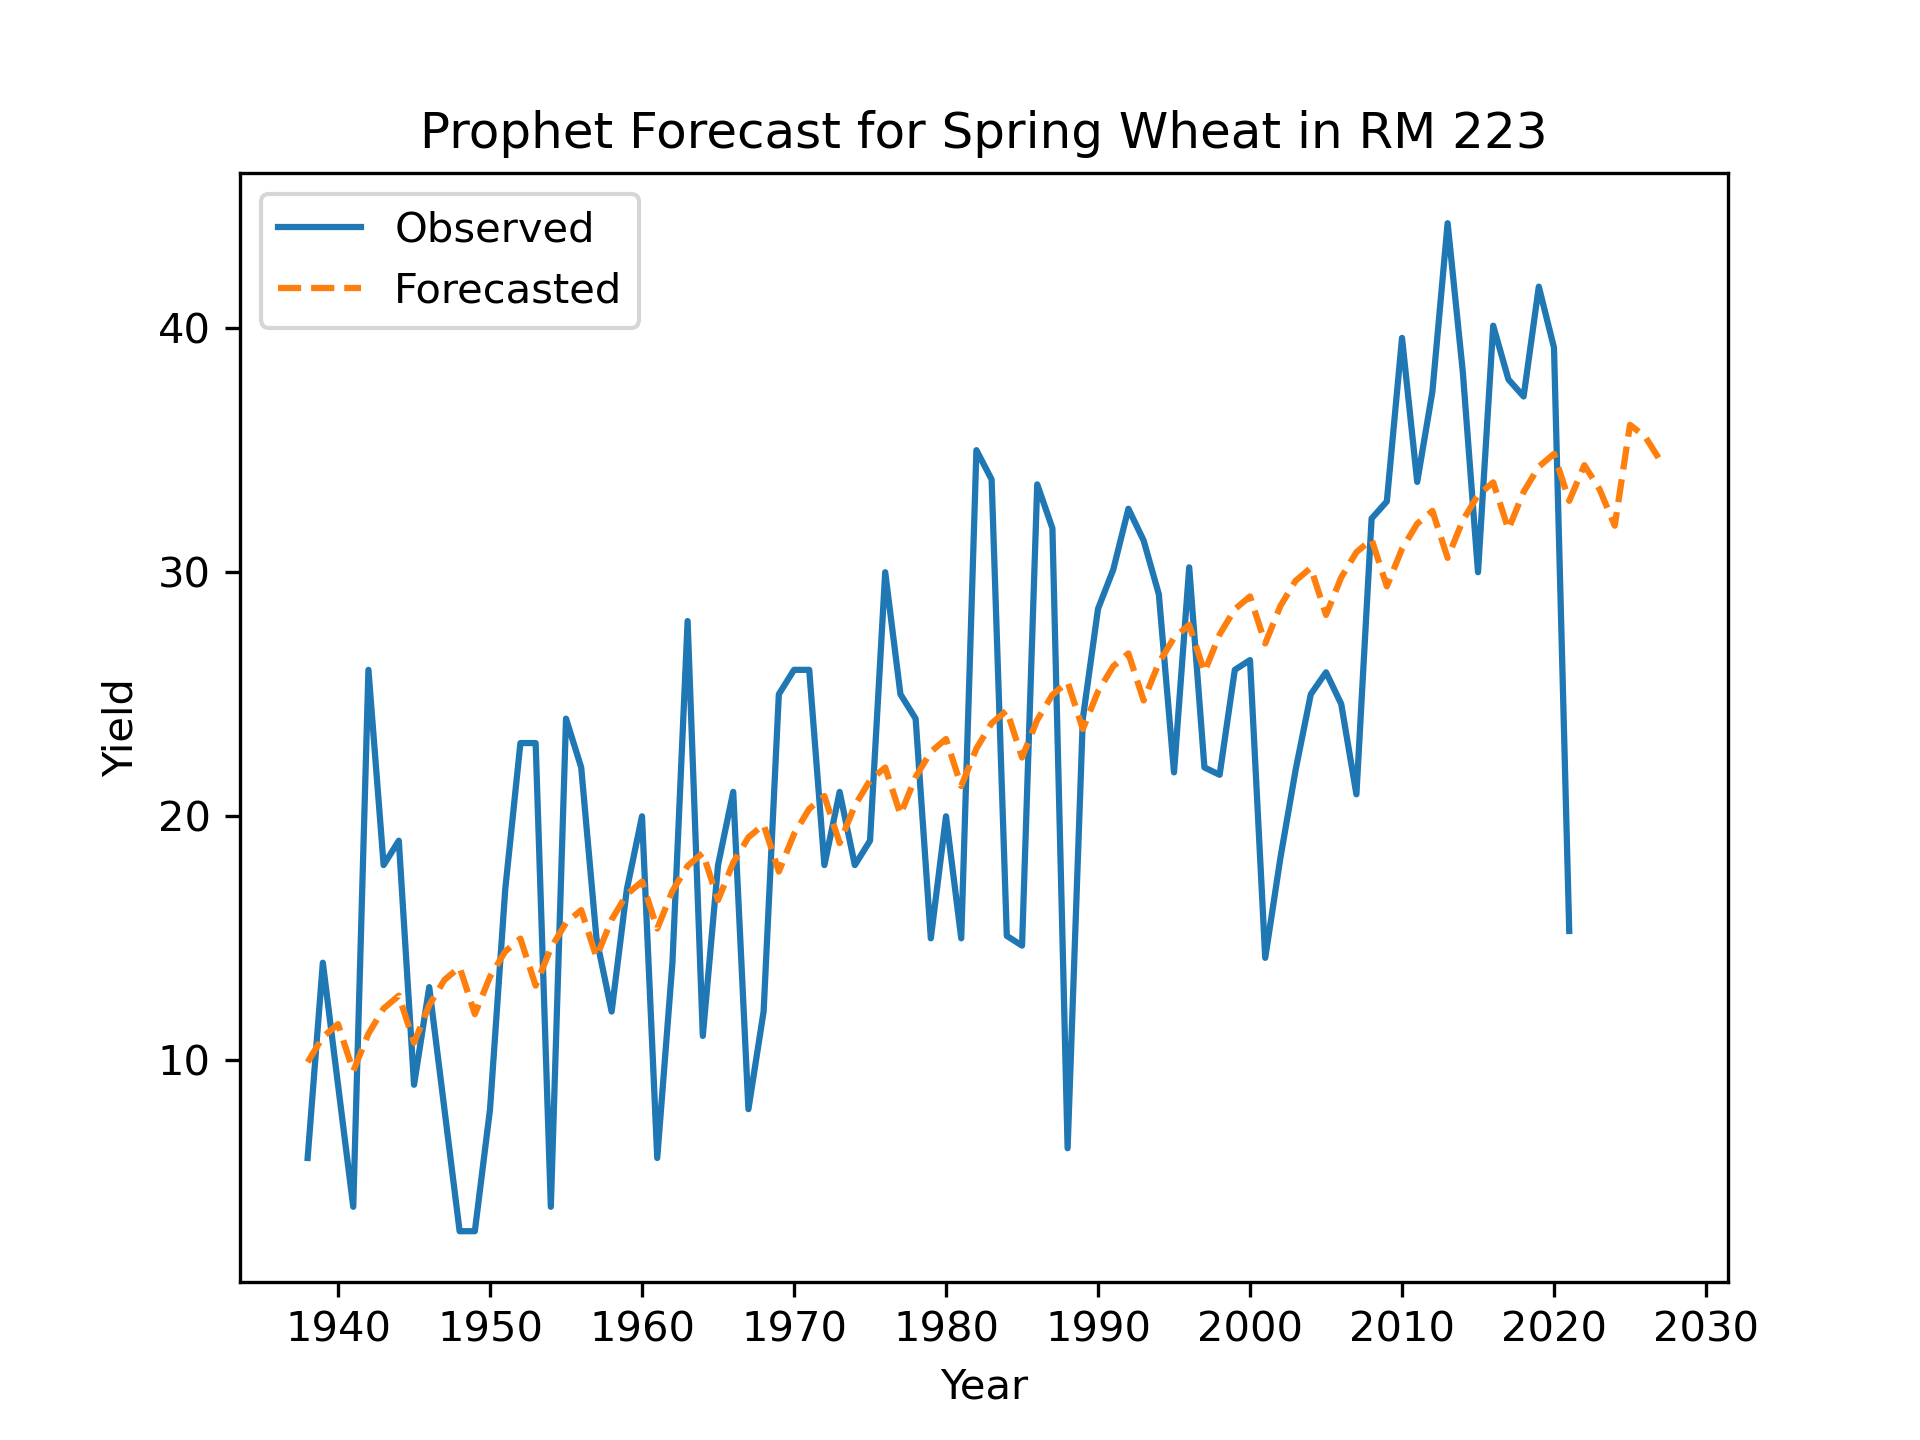 Prophet Forecast for Spring Wheat in RM 223
Observed
Forecasted
40
30
20
10
Yield
1940 1950 1960 1970 1980 1990 2000 2010 2020 2030
Year